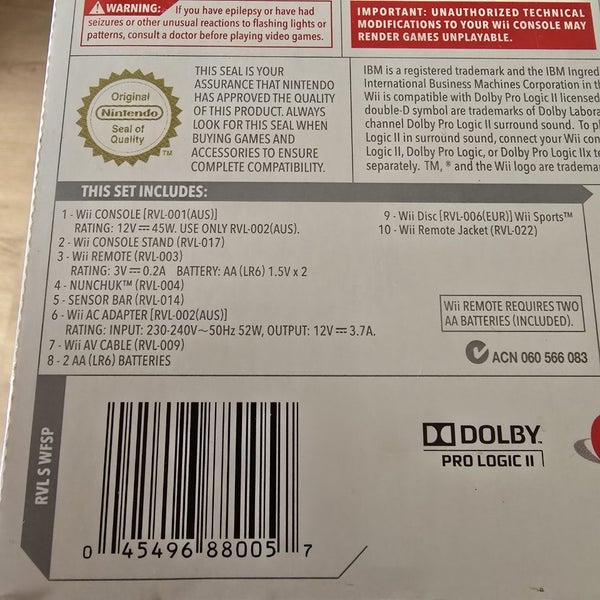 WARNING: If you have epilepsy or have had
seizures or other unusual reactions to flashing lights or
patterns, consult a doctor before playing video games.
IMPORTANT: UNAUTHORIZED TECHNICAL
MODIFICATIONS TO YOUR Wii CONSOLE MAY
RENDER GAMES UNPLAYABLE.
Original
Nintendo
Seal of
Quality
TM
THIS SEAL IS YOUR
ASSURANCE THAT NINTENDO
HAS APPROVED THE QUALITY
OF THIS PRODUCT. ALWAYS
LOOK FOR THIS SEAL WHEN
BUYING GAMES AND
ACCESSORIES TO ENSURE
COMPLETE COMPATIBILITY.
IBM is a registered trademark and the IBM Ingred
International Business Machines Corporation in th
Wii is compatible with Dolby Pro Logic II licensed
double-D symbol are trademarks of Dolby Labora
channel Dolby Pro Logic II surround sound. To pl
Logic II in surround sound, connect your Wii con
Logic II, Dolby Pro Logic, or Dolby Pro Logic IIx te
separately. TM, ® and the Wii logo are tradema
THIS SET INCLUDES:
1 - Wii CONSOLE [RVL-001(AUS)]
RATING: 12V⎓45W. USE ONLY RVL-002(AUS).
2 - Wii CONSOLE STAND (RVL-017)
3 - Wii REMOTE (RVL-003)
RATING: 3V⎓0.2A BATTERY: AA (LR6) 1.5V x 2
4 - NUNCHUK™ (RVL-004)
5 - SENSOR BAR (RVL-014)
6 - Wii AC ADAPTER [RVL-002(AUS)]
RATING: INPUT: 230-240V~50Hz 52W, OUTPUT: 12V⎓3.7A.
7 - Wii AV CABLE (RVL-009)
8 - 2 AA (LR6) BATTERIES
9 - Wii Disc [RVL-006(EUR)] Wii Sports™
10 - Wii Remote Jacket (RVL-022)
Wii REMOTE REQUIRES TWO
AA BATTERIES (INCLUDED).
ACN 060 566 083
RVL S WFSP
DOLBY™
PRO LOGIC II
0 45496 88005 7